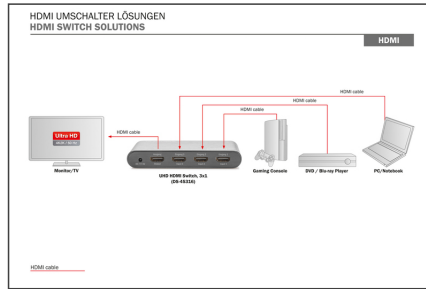 HDMI UMSCHALTER LÖSUNGEN
HDMI SWITCH SOLUTIONS
HDMI
HDMI cable
HDMI cable
HDMI cable
HDMI cable
Ultra HD
Monitor/TV
UHD HDMI Switch, 3x1
(DS-45316)
Gaming Console
DVD / Blu-ray Player
PC/Notebook
HDMI cable